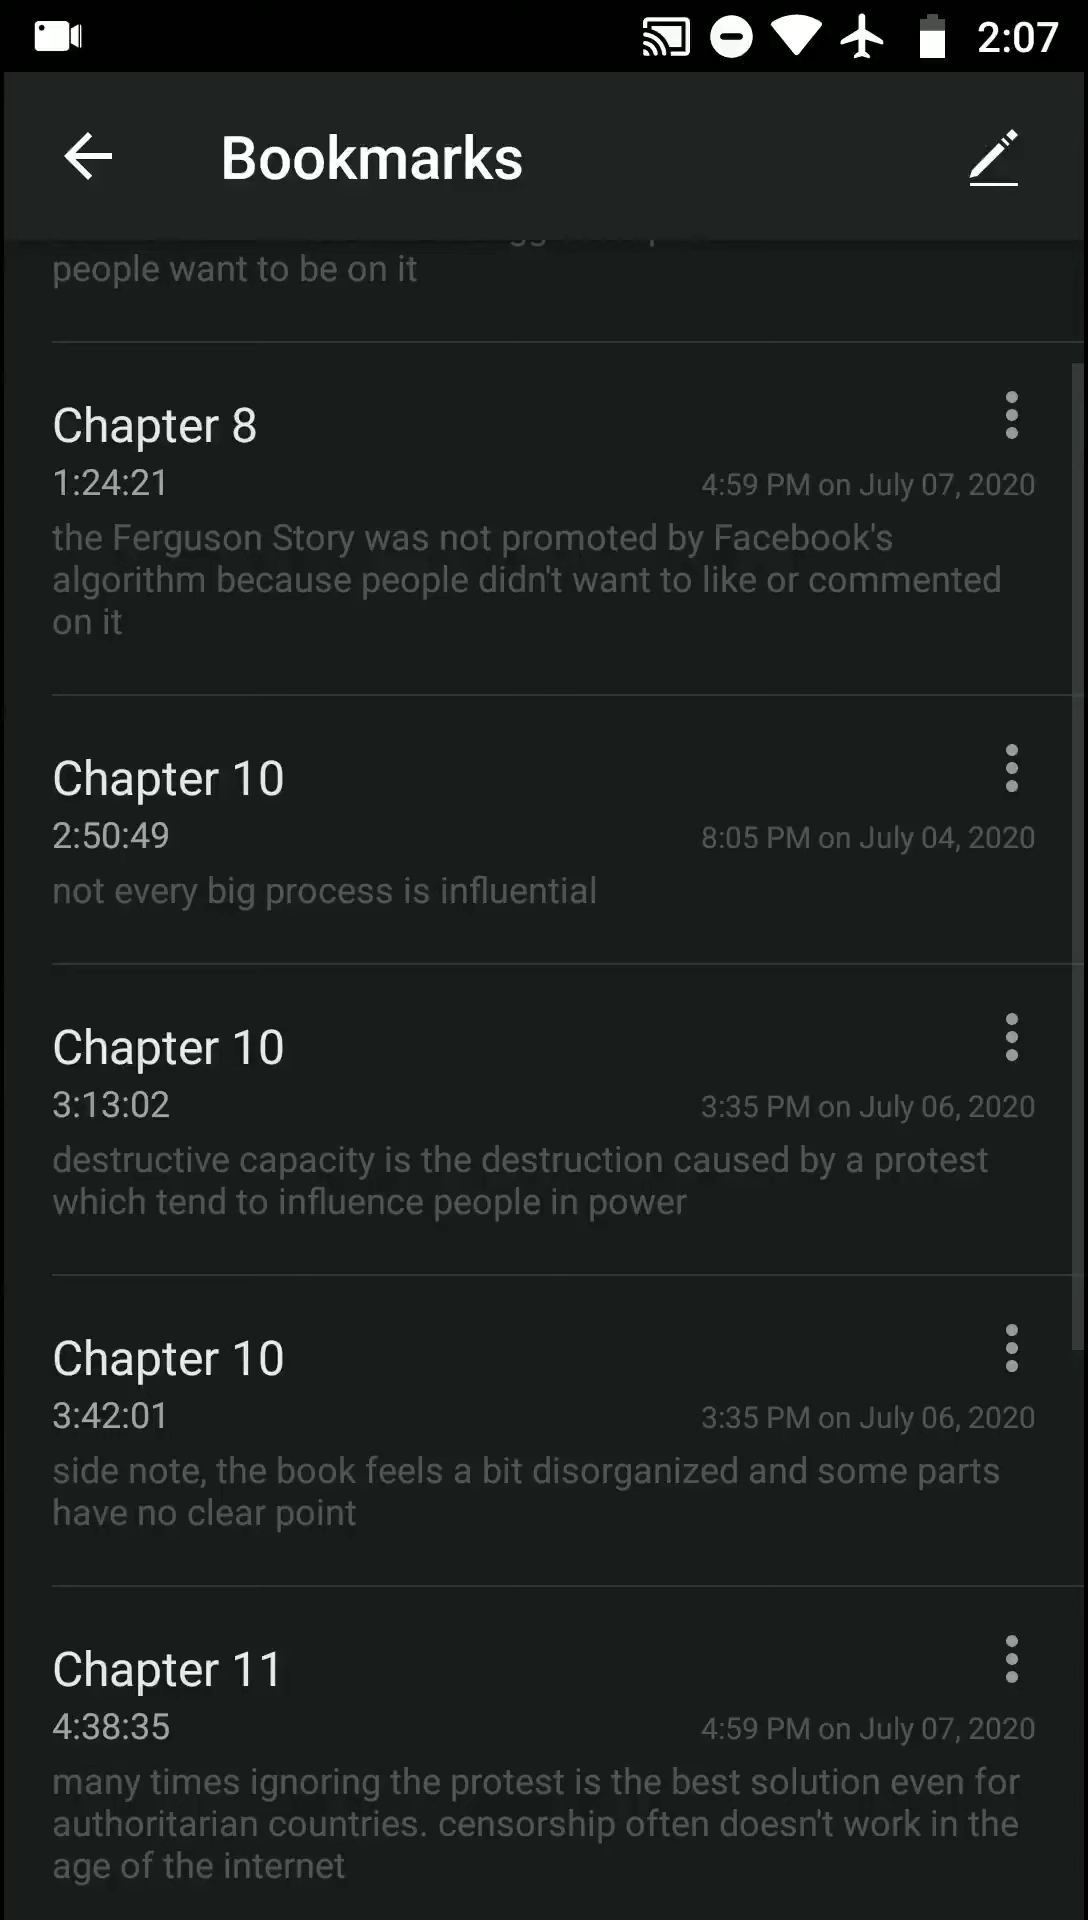 2:07
Bookmarks
people want to be on it
Chapter 8
1:24:21
4:59 PM on July 07, 2020
the Ferguson Story was not promoted by Facebook's
algorithm because people didn't want to like or commented
on it
Chapter 10
2:50:49
8:05 PM on July 04, 2020
not every big process is influential
Chapter 10
3:13:02
3:35 PM on July 06, 2020
destructive capacity is the destruction caused by a protest
which tend to influence people in power
Chapter 10
3:42:01
3:35 PM on July 06, 2020
side note, the book feels a bit disorganized and some parts
have no clear point
Chapter 11
4:38:35
4:59 PM on July 07, 2020
many times ignoring the protest is the best solution even for
authoritarian countries. censorship often doesn't work in the
age of the internet